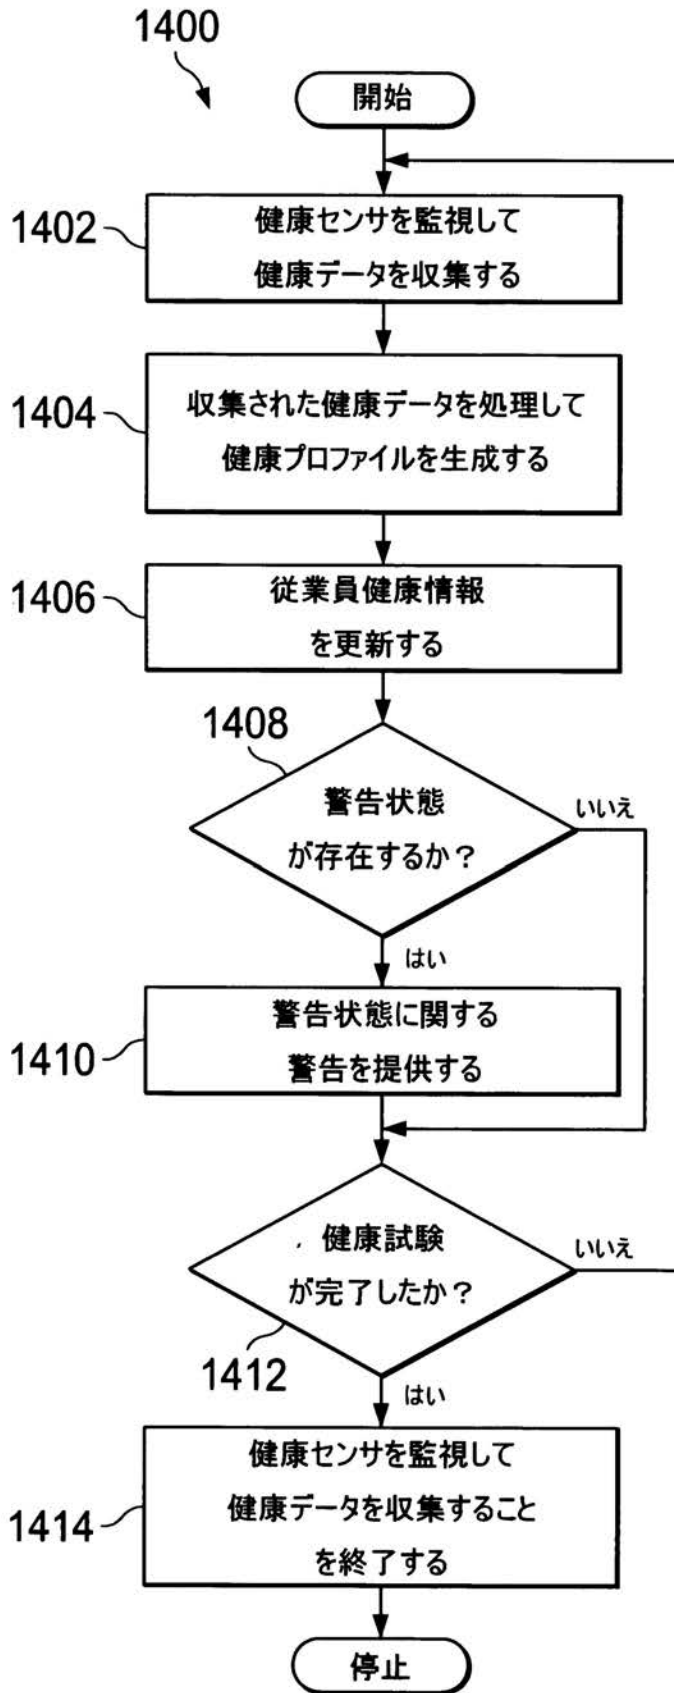 1400
開始
1402
健康センサを監視して
健康データを収集する
1404
収集された健康データを処理して
健康プロファイルを生成する
1406
従業員健康情報
を更新する
1408
警告状態
が存在するか？
いいえ
はい
1410
警告状態に関する
警告を提供する
健康試験
が完了したか？
いいえ
1412
はい
1414
健康センサを監視して
健康データを収集すること
を終了する
停止